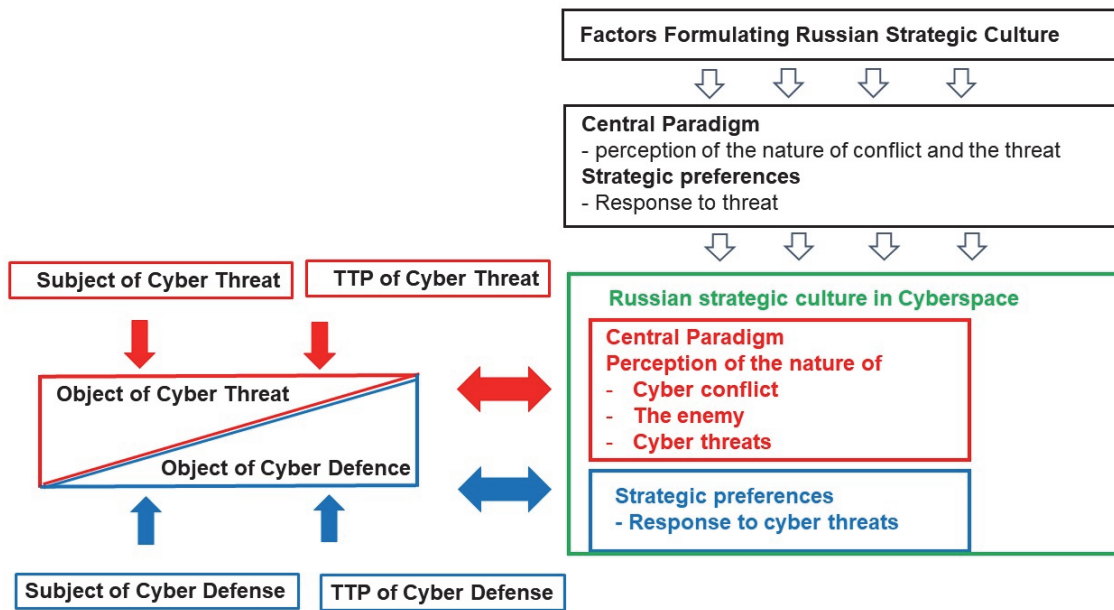 Factors Formulating Russian Strategic Culture
Central Paradigm
- perception of the nature of conflict and the threat
Strategic preferences
- Response to threat
Subject of Cyber Threat
TTP of Cyber Threat
Object of Cyber Threat
Object of Cyber Defence
Subject of Cyber Defense
TTP of Cyber Defense
Russian strategic culture in Cyberspace
Central Paradigm
Perception of the nature of
- Cyber conflict
- The enemy
- Cyber threats
Strategic preferences
- Response to cyber threats